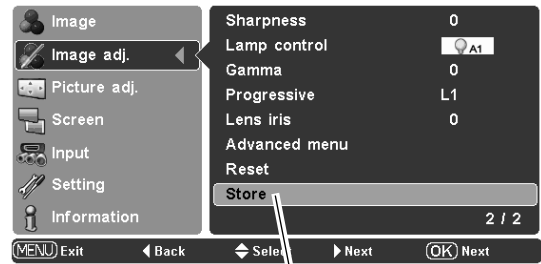 Image
Image adj.
Picture adj.
Screen
Input
Setting
Information
Sharpness 0
Lamp control A1
Gamma 0
Progressive L1
Lens iris 0
Advanced menu
Reset
Store
2 / 2
MENU Exit Back Select Next OK Next